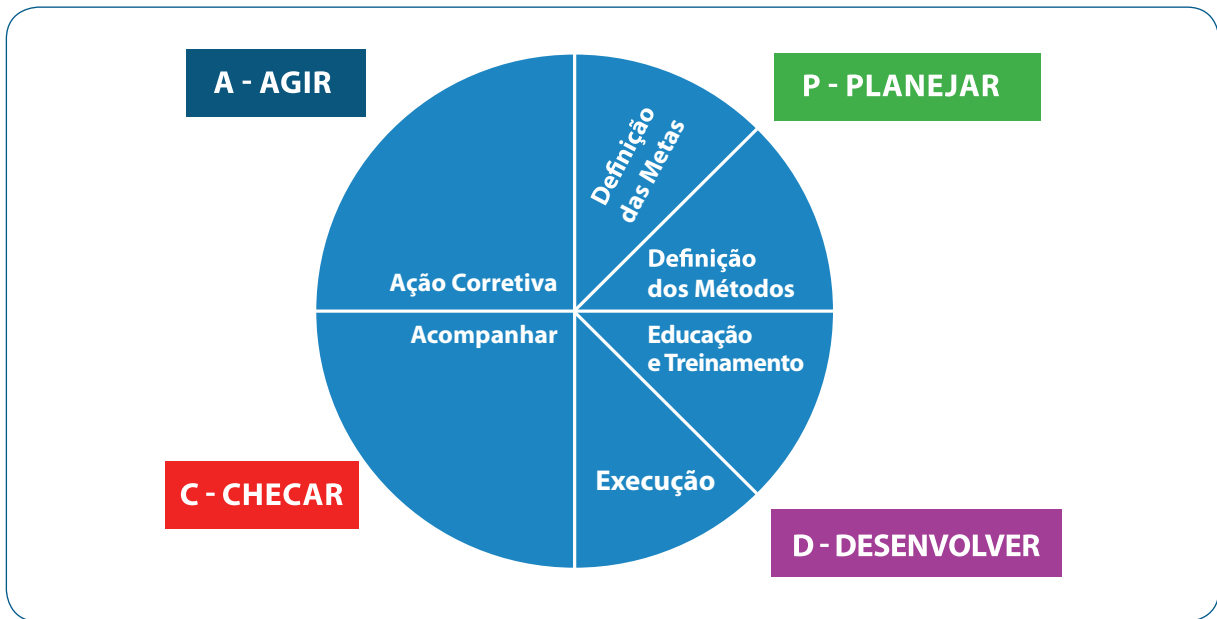 A - AGIR
P - PLANEJAR
Definição
das Metas
Definição
dos Métodos
Ação Corretiva
Acompanhar
Educação
e Treinamento
Execução
C - CHECAR
D - DESENVOLVER